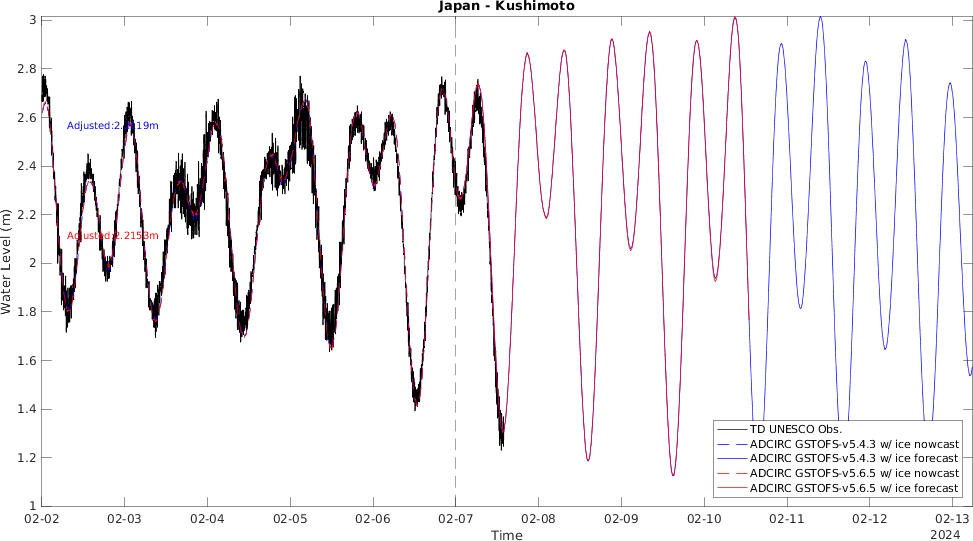 Japan - Kushimoto
3
2.8
2.6
2.4
2.2
2
1.8
1.6
1.4
1.2
1
Water Level (m)
Adjusted:2.2153m
TD UNESCO Obs.
ADCIRC GSTOFS-v5.4.3 w/ ice nowcast
ADCIRC GSTOFS-v5.4.3 w/ ice forecast
ADCIRC GSTOFS-v5.6.5 w/ ice nowcast
ADCIRC GSTOFS-v5.6.5 w/ ice forecast
02-02 02-03 02-04 02-05 02-06 02-07 02-08 02-09 02-10 02-11 02-12 02-13
Time
2024